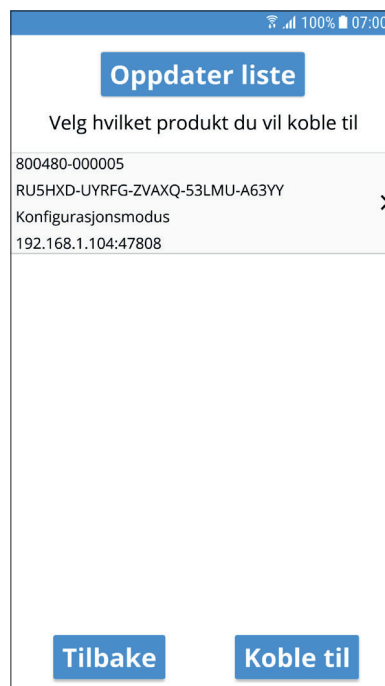 100% 07:00
Oppdater liste
Velg hvilket produkt du vil koble til
800480-000005
RU5HXD-UYRFG-ZVAXQ-53LMU-A63YY
Konfigurasjonsmodus
192.168.1.104:47808
Tilbake Koble til